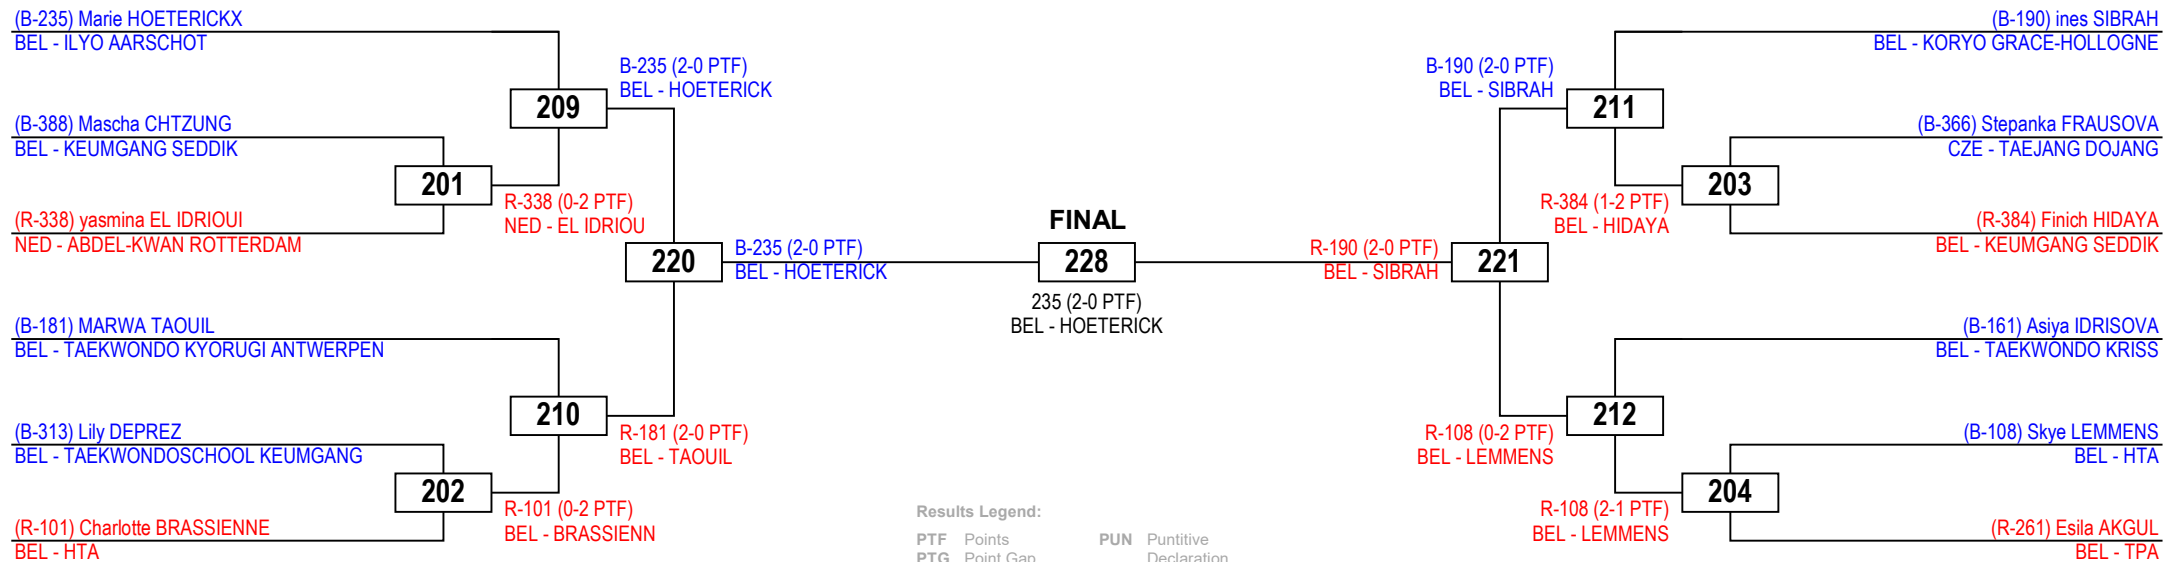 (B-235) Marie HOETERICKX
BEL - ILYO AARSCHOT
(B-388) Mascha CHTZUNG
BEL - KEUMGANG SEDDIK
(R-338) yasmina EL IDRIOUI
NED - ABDEL-KWAN ROTTERDAM
(B-181) MARWA TAOUIL
BEL - TAEKWONDO KYORUGI ANTWERPEN
(B-313) Lily DEPREZ
BEL - TAEKWONDOSCHOOL KEUMGANG
(R-101) Charlotte BRASSIENNE
BEL - HTA
201
R-338 (0-2 PTF)
NED - EL IDRIOU
202
R-101 (0-2 PTF)
BEL - BRASSIENN
209
B-235 (2-0 PTF)
BEL - HOETERICK
210
R-181 (2-0 PTF)
BEL - TAOUIL
220
B-235 (2-0 PTF)
BEL - HOETERICK
FINAL
228
235 (2-0 PTF)
BEL - HOETERICK
R-190 (2-0 PTF)
BEL - SIBRAH
221
B-190 (2-0 PTF)
BEL - SIBRAH
211
R-108 (0-2 PTF)
BEL - LEMMENS
212
R-384 (1-2 PTF)
BEL - HIDAYA
203
R-108 (2-1 PTF)
BEL - LEMMENS
204
(B-190) ines SIBRAH
BEL - KORYO GRACE-HOLLOGNE
(B-366) Stepanka FRAUSOVA
CZE - TAEJANG DOJANG
(R-384) Finich HIDAYA
BEL - KEUMGANG SEDDIK
(B-161) Asiya IDRISOVA
BEL - TAEKWONDO KRISS
(B-108) Skye LEMMENS
BEL - HTA
(R-261) Esila AKGUL
BEL - TPA
Results Legend:
PTF Points PUN Puntitive
PTG Point Gap Declaration